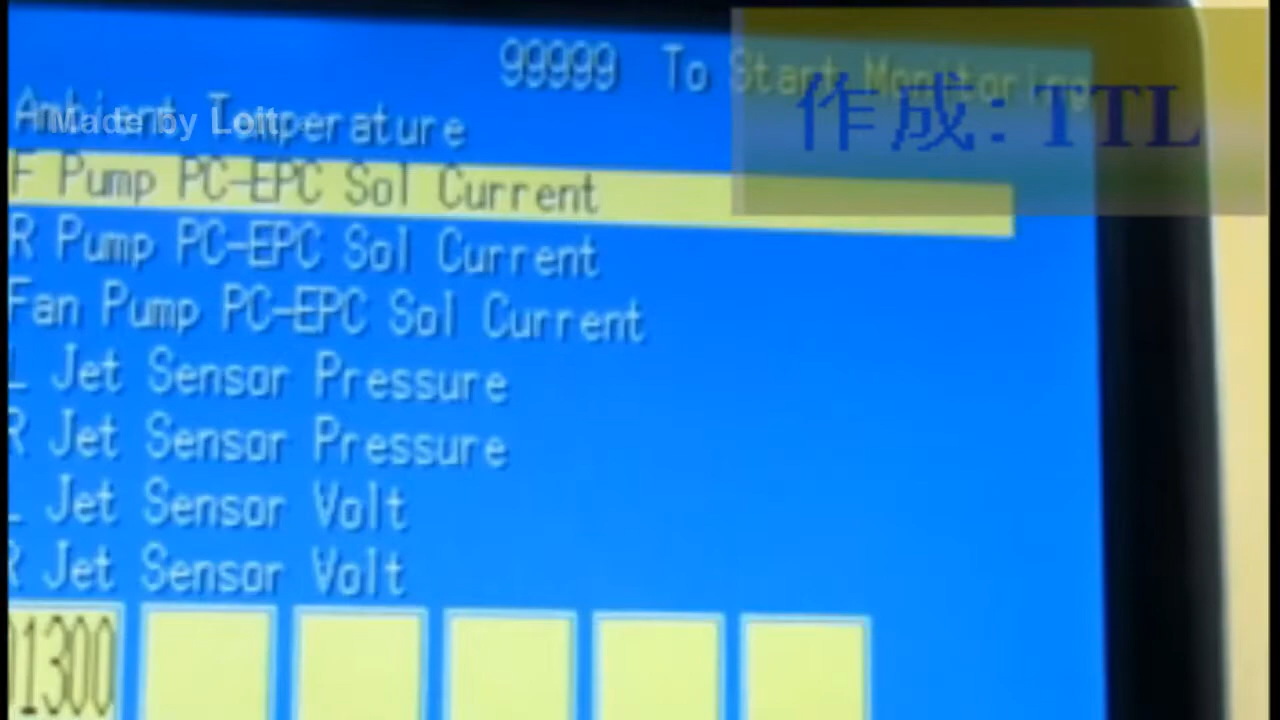 99999 To Start Monitoring
作成: TTL
Made by Loit
Ambient Temperature
F Pump PC-EPC Sol Current
R Pump PC-EPC Sol Current
Fan Pump PC-EPC Sol Current
L Jet Sensor Pressure
R Jet Sensor Pressure
L Jet Sensor Volt
R Jet Sensor Volt
01300